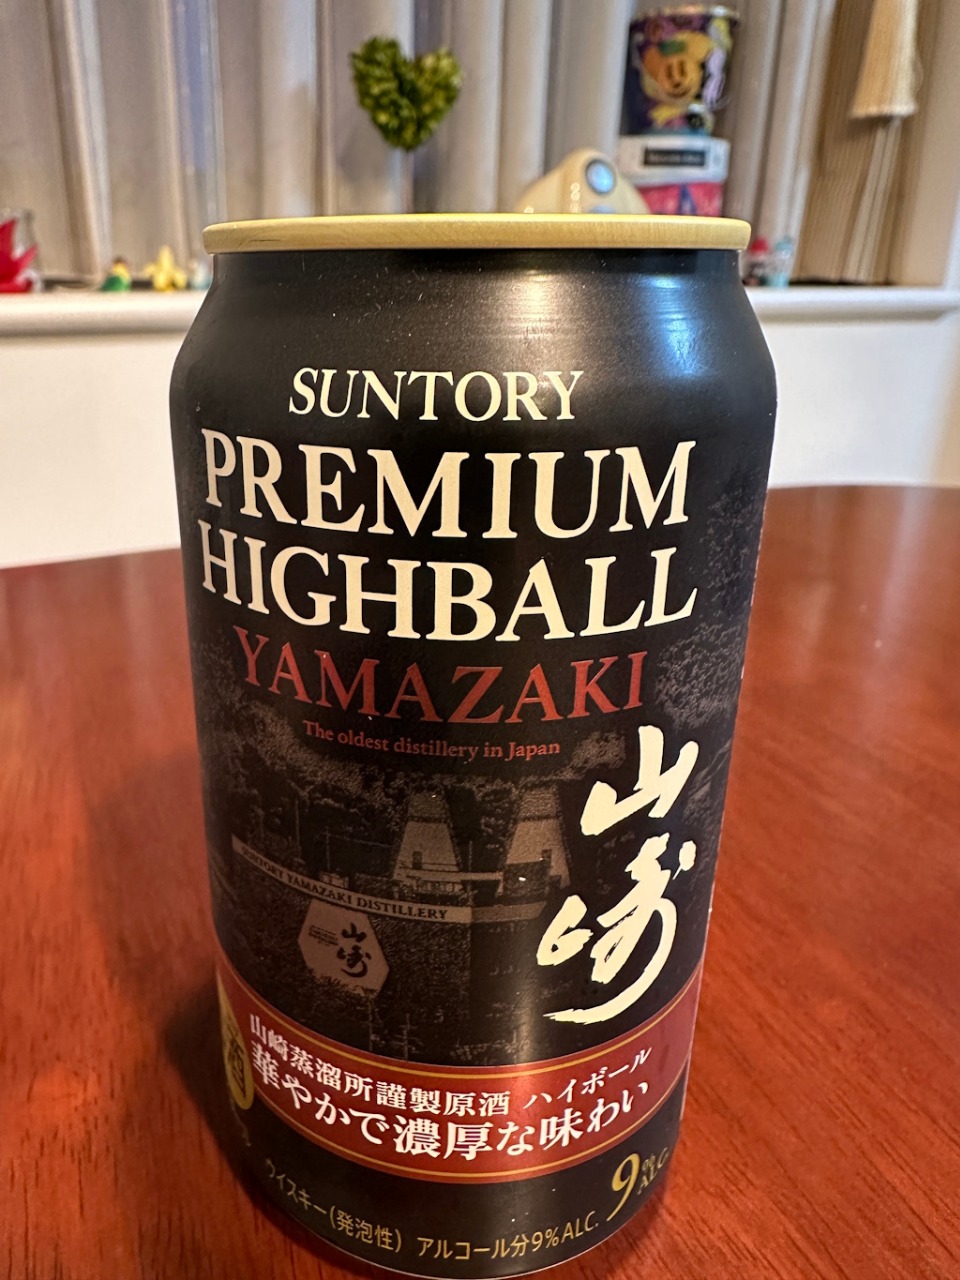 SUNTORY
PREMIUM
HIGHBALL
YAMAZAKI
The oldest distillery in Japan
山崎
SUNTORY YAMAZAKI DISTILLERY
山崎
山崎蒸溜所謹製原酒 ハイボール
華やかで濃厚な味わい
酒
9%
ALC.
ウイスキー(発泡性) アルコール分9%ALC.